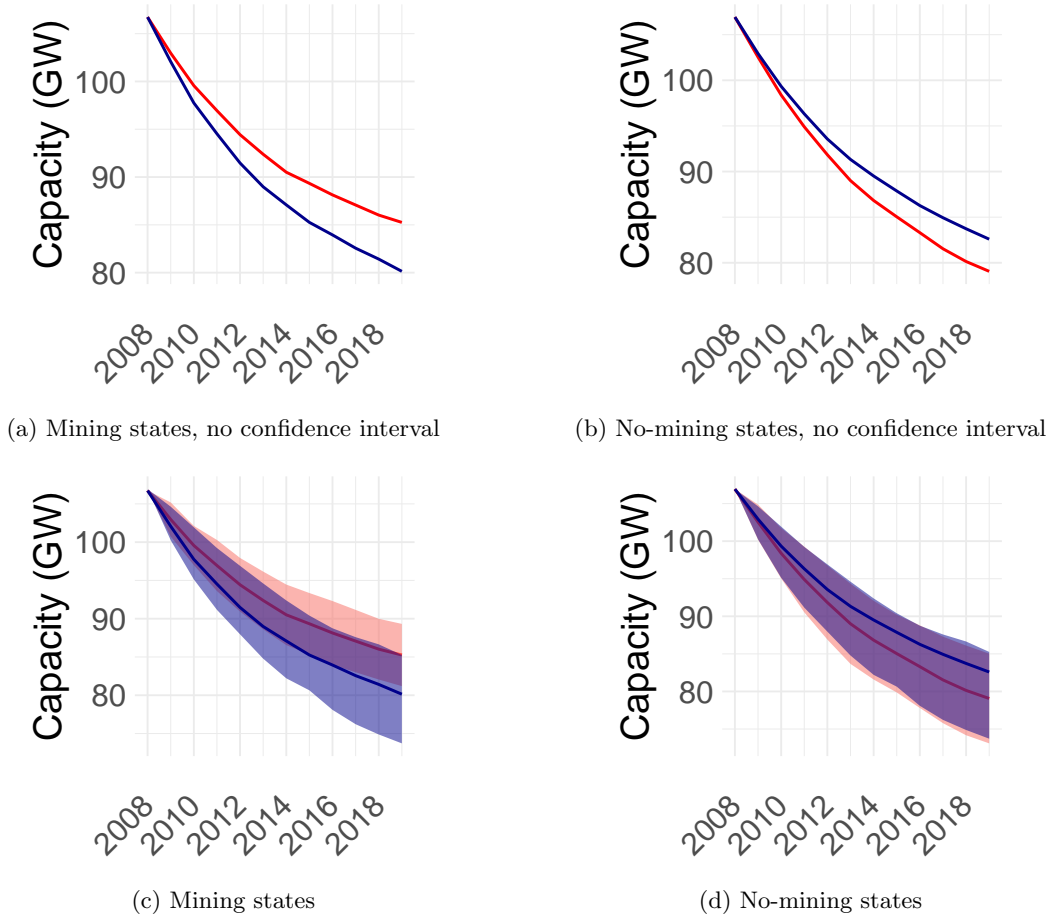 Capacity (GW)
100
90
80
2008 2010 2012 2014 2016 2018
(a) Mining states, no confidence interval
Capacity (GW)
100
90
80
2008 2010 2012 2014 2016 2018
(b) No-mining states, no confidence interval
Capacity (GW)
100
90
80
2008 2010 2012 2014 2016 2018
(c) Mining states
Capacity (GW)
100
90
80
2008 2010 2012 2014 2016 2018
(d) No-mining states